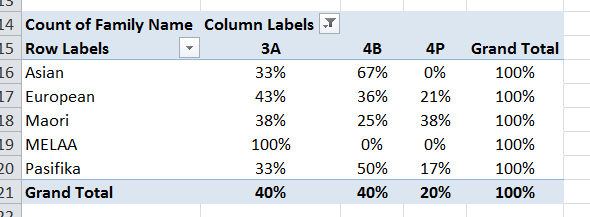 14 Count of Family Name Column Labels
15 Row Labels 3A 4B 4P Grand Total
16 Asian 33% 67% 0% 100%
17 European 43% 36% 21% 100%
18 Maori 38% 25% 38% 100%
19 MELAA 100% 0% 0% 100%
20 Pasifika 33% 50% 17% 100%
21 Grand Total 40% 40% 20% 100%